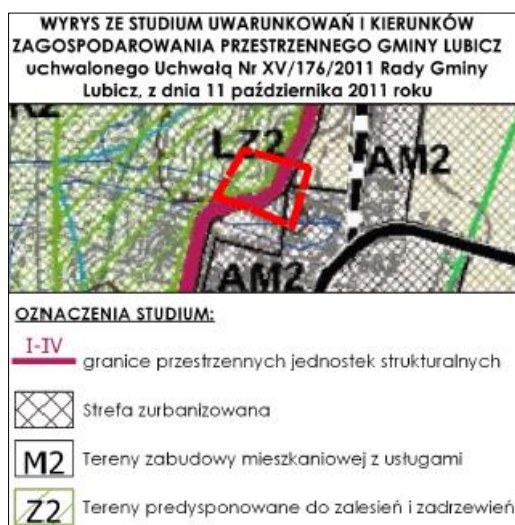 WYRYS ZE STUDIUM UWARUNKOWAŃ I KIERUNKÓW
ZAGOSPODAROWANIA PRZESTRZENNEGO GMINY LUBICZ
uchwalonego Uchwałą Nr XV/176/2011 Rady Gminy
Lubicz, z dnia 11 października 2011 roku
LZ2
AM2
AM2
OZNACZENIA STUDIUM:
I-IV
granice przestrzennych jednostek strukturalnych
Strefa zurbanizowana
M2 Tereny zabudowy mieszkaniowej z usługami
Z2 Tereny predysponowane do zalesień i zadrzewień